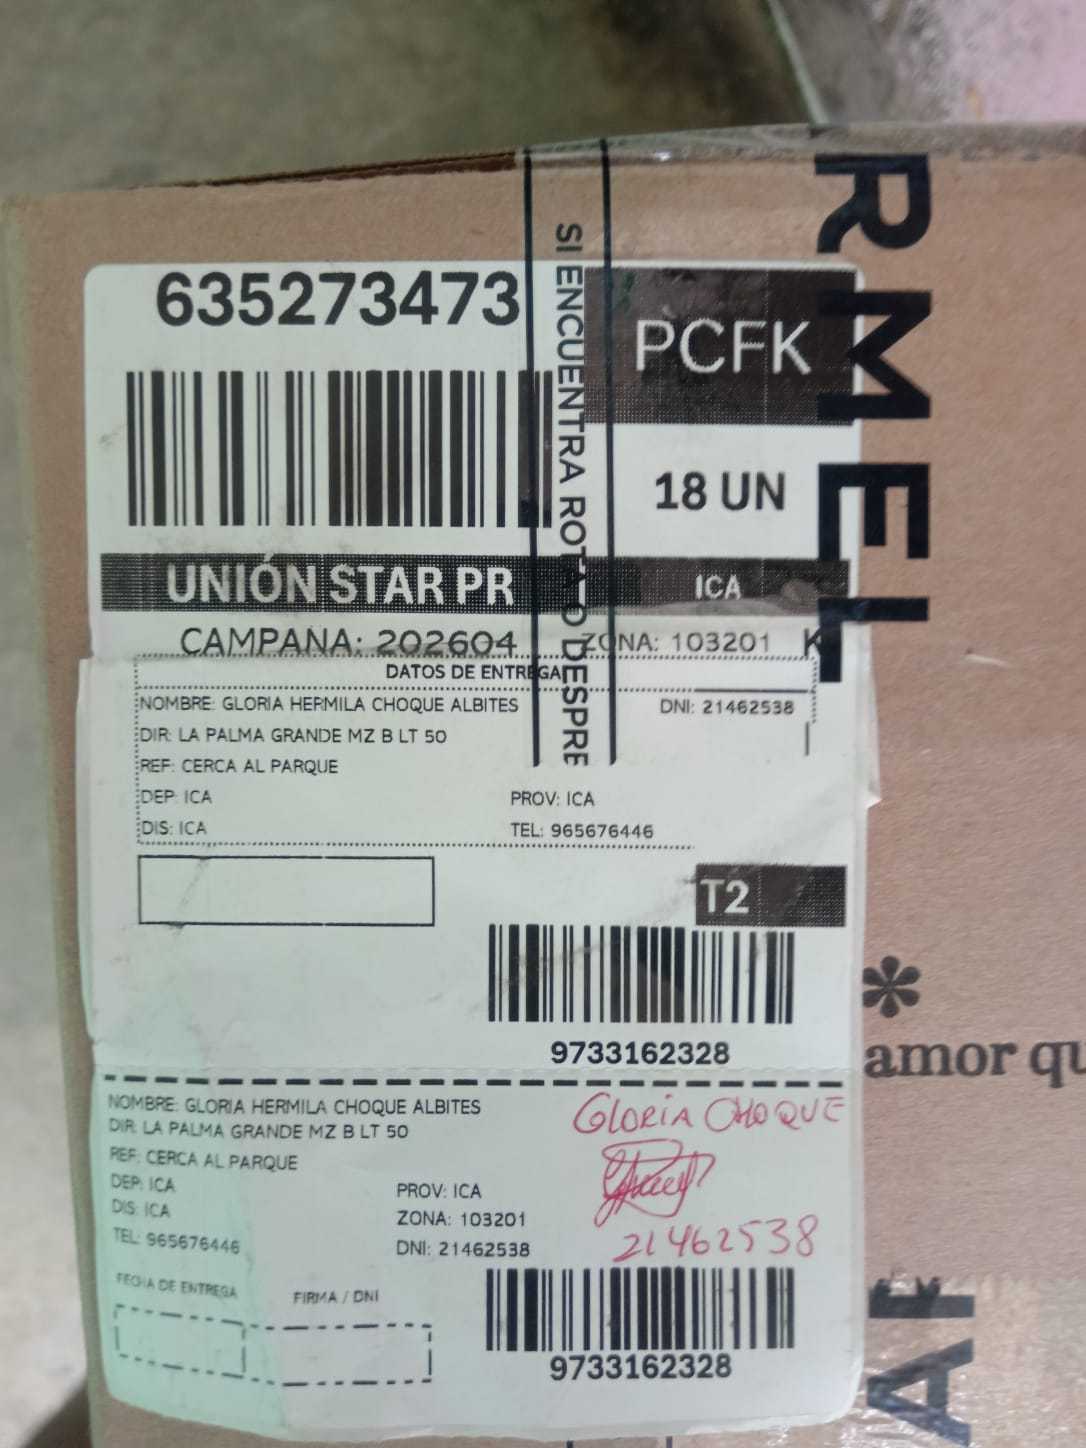 635273473
PCFK
18 UN
UNIÓN STAR PR ICA
CAMPAÑA: 202604 ZONA: 103201 K
DATOS DE ENTREGA
NOMBRE: GLORIA HERMILA CHOQUE ALBITES DNI: 21462538
DIR: LA PALMA GRANDE MZ B LT 50
REF: CERCA AL PARQUE
DEP: ICA PROV: ICA
DIS: ICA TEL: 965676446
T2
9733162328
NOMBRE: GLORIA HERMILA CHOQUE ALBITES
DIR: LA PALMA GRANDE MZ B LT 50
REF: CERCA AL PARQUE
DEP: ICA PROV: ICA
DIS: ICA ZONA: 103201
TEL: 965676446 DNI: 21462538
FECHA DE ENTREGA FIRMA / DNI
GLORIA CHOQUE
21462538
9733162328
SI ENCUENTRA ROTA O DESPRE
RMEL
amor qu